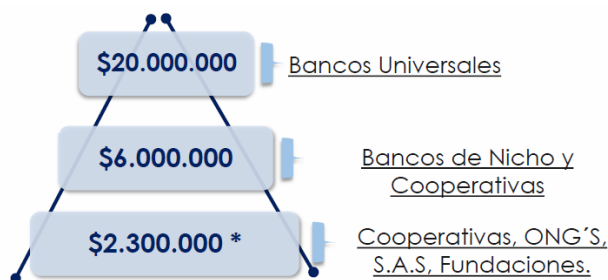 $20.000.000
Bancos Universales
$6.000.000
Bancos de Nicho y
Cooperativas
$2.300.000 *
Cooperativas, ONG´S,
S.A.S, Fundaciones.